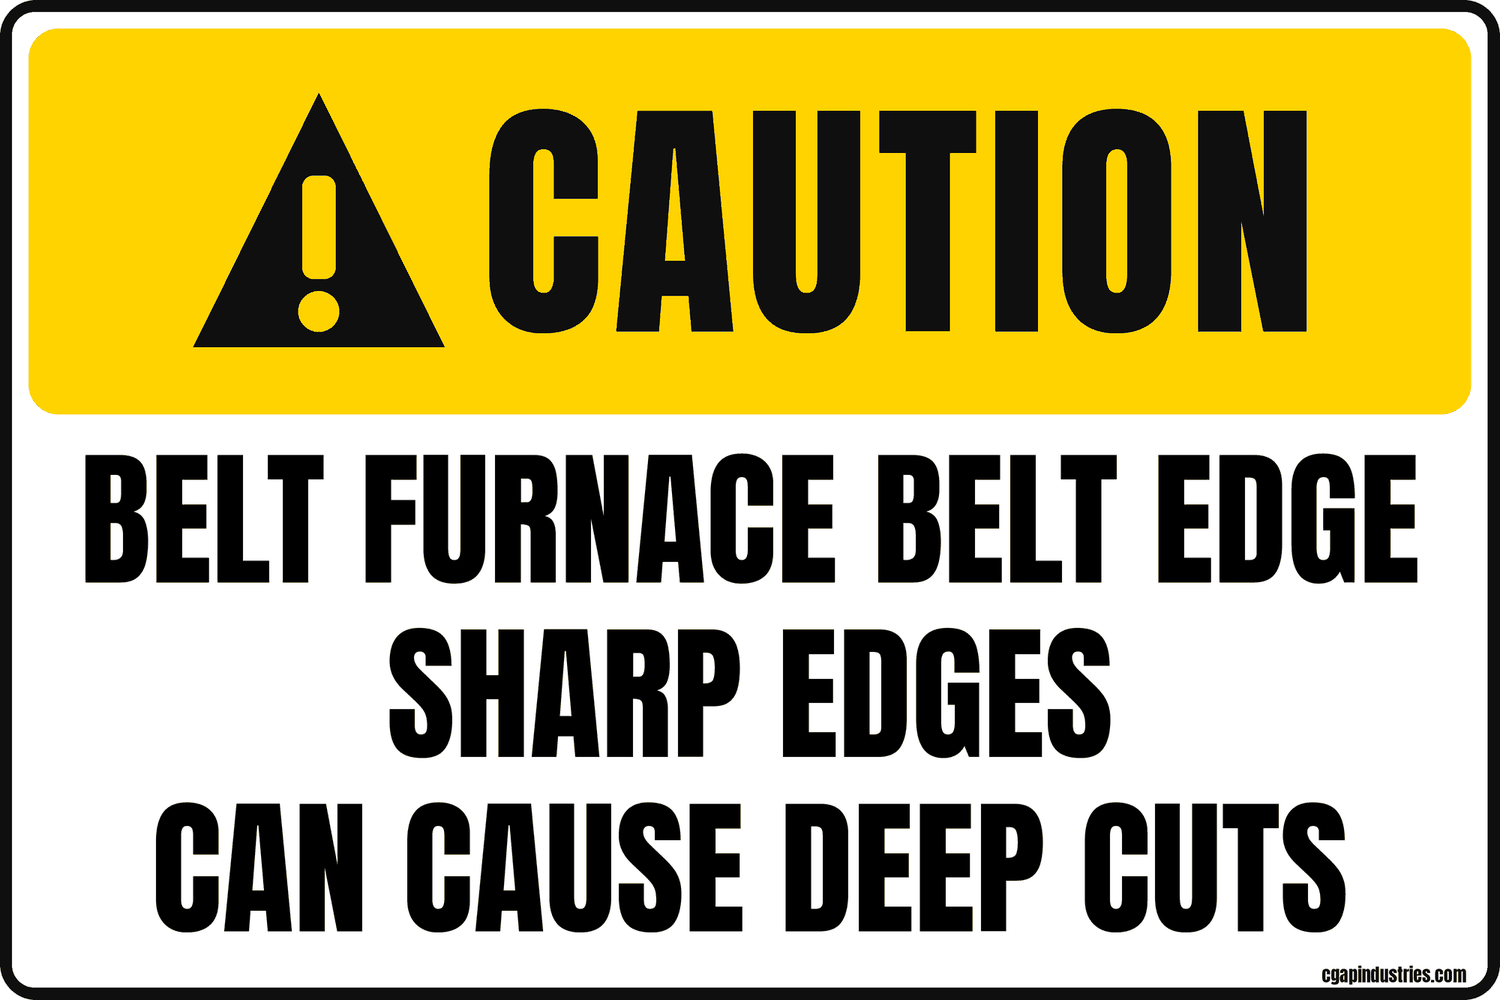 CAUTION
BELT FURNACE BELT EDGE
SHARP EDGES
CAN CAUSE DEEP CUTS
cgapindustries.com